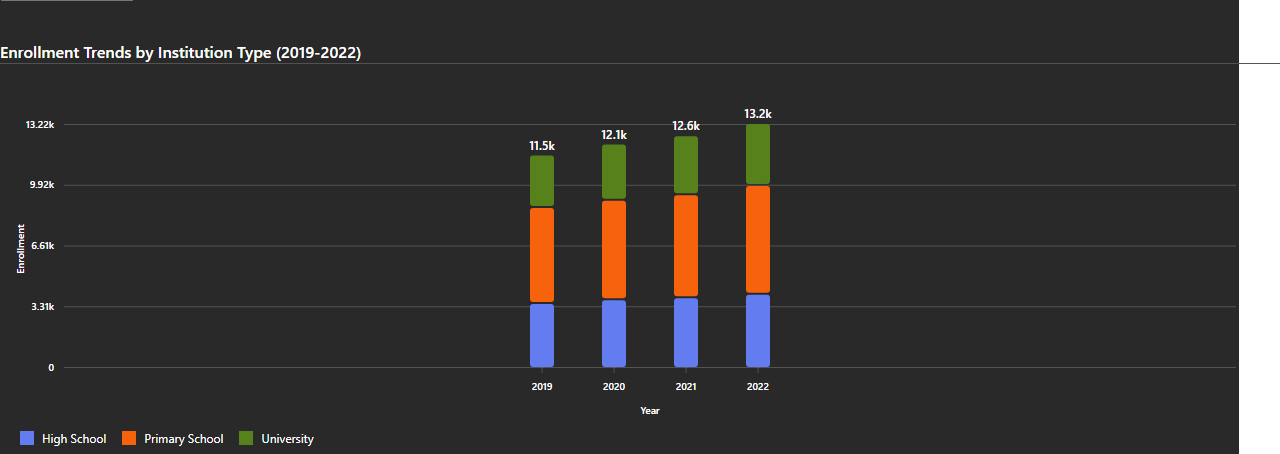 Enrollment Trends by Institution Type (2019-2022)
13.22k
9.92k
6.61k
3.31k
0
Enrollment
11.5k
12.1k
12.6k
13.2k
2019 2020 2021 2022
Year
High School Primary School University